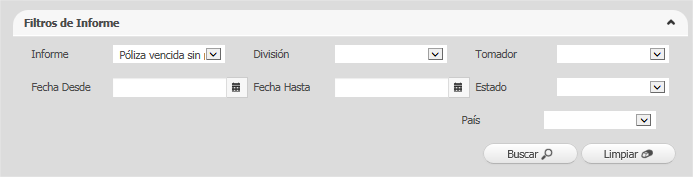 Filtros de Informe
Informe Póliza vencida sin División Tomador
Fecha Desde Fecha Hasta Estado
País
Buscar Limpiar